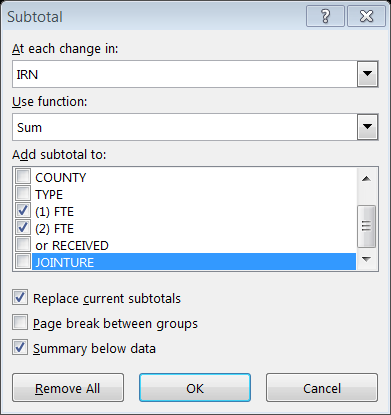 Subtotal
At each change in:
IRN
Use function:
Sum
Add subtotal to:
COUNTY
TYPE
(1) FTE
(2) FTE
or RECEIVED
JOINTURE
Replace current subtotals
Page break between groups
Summary below data
Remove All OK Cancel